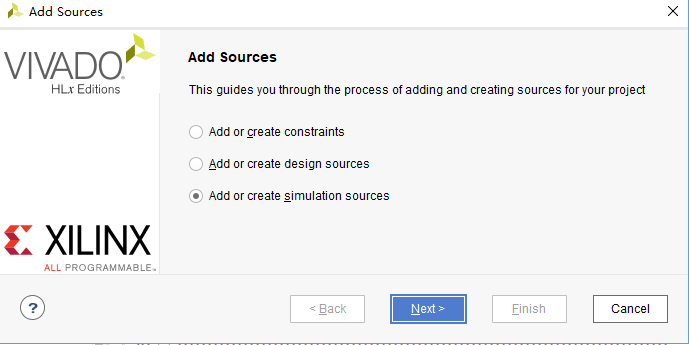 Add Sources
VIVADO
HLx Editions
Add Sources
This guides you through the process of adding and creating sources for your project
Add or create constraints
Add or create design sources
Add or create simulation sources
XILINX
ALL PROGRAMMABLE™
?
< Back
Next >
Finish
Cancel